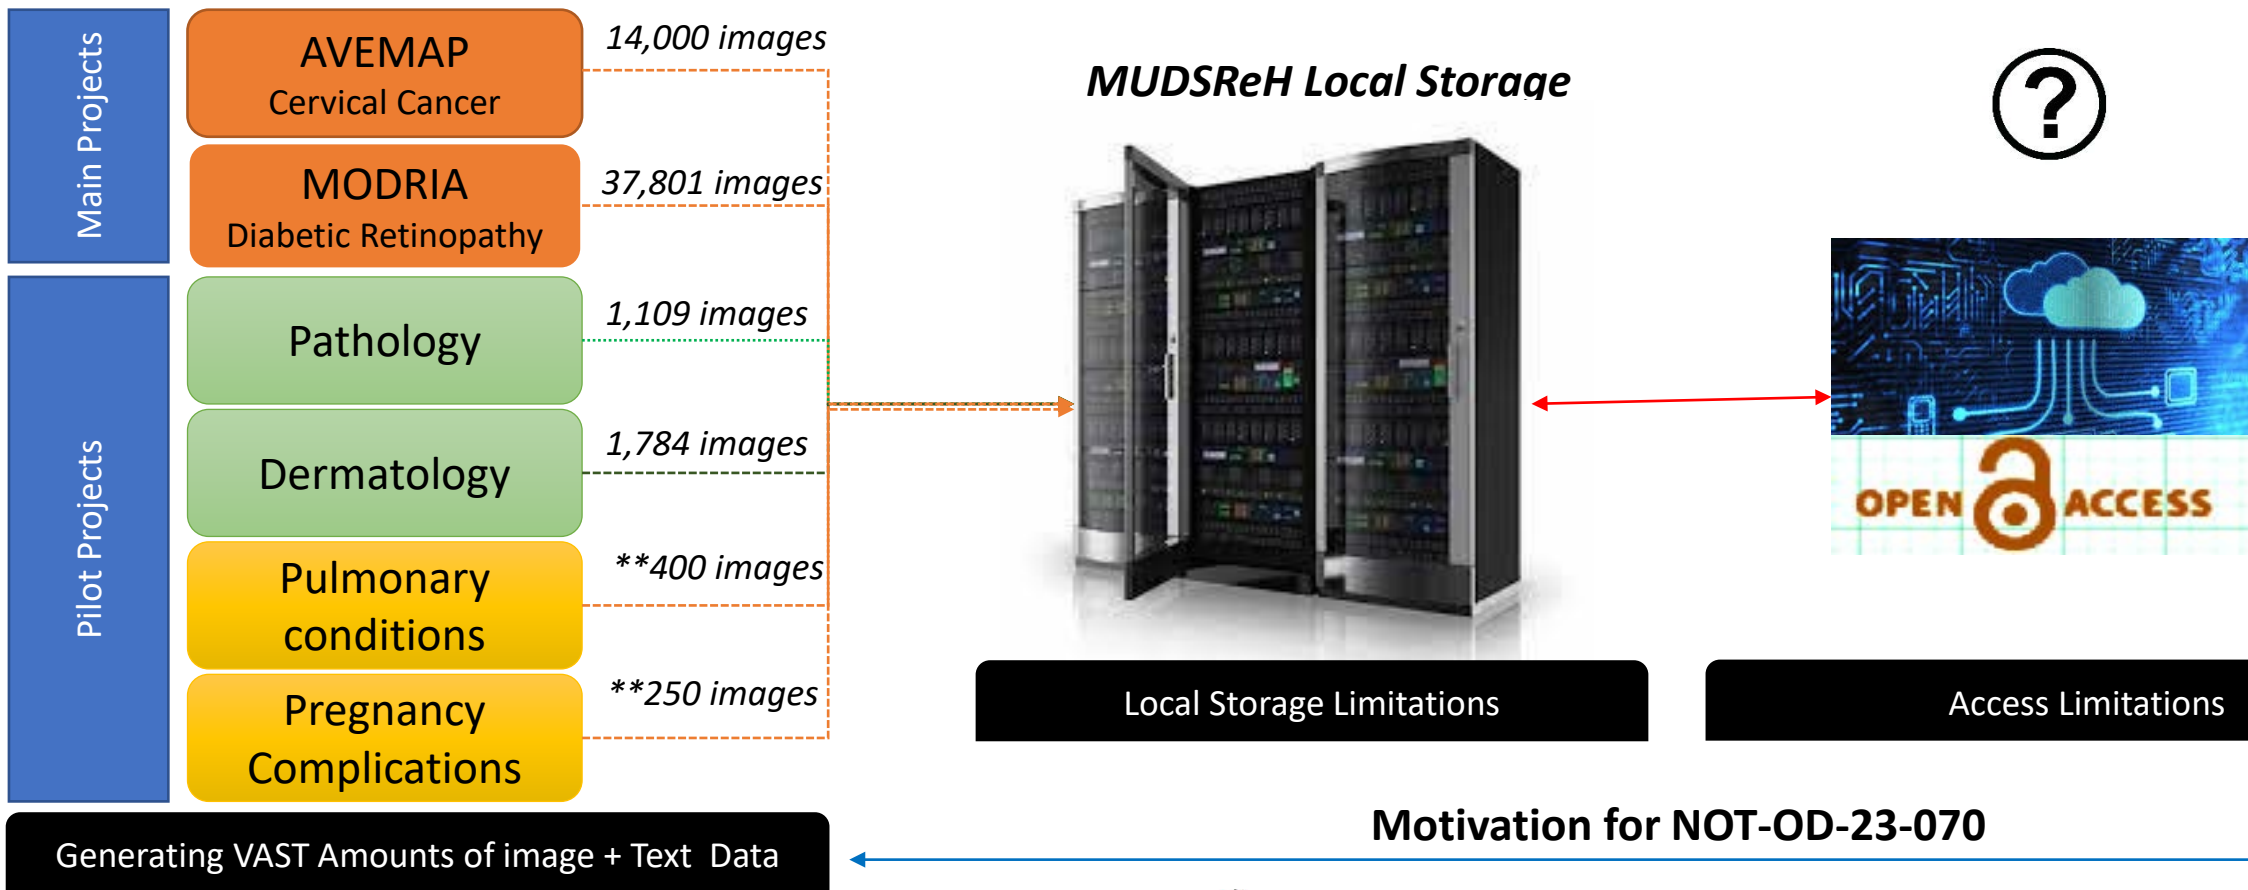 Main Projects
AVEMAP
Cervical Cancer
14,000 images
MODRIA
Diabetic Retinopathy
37,801 images
Pilot Projects
Pathology
1,109 images
Dermatology
1,784 images
Pulmonary
conditions
**400 images
Pregnancy
Complications
**250 images
Generating VAST Amounts of image + Text Data
MUDSReH Local Storage
Local Storage Limitations
?
OPEN ACCESS
Access Limitations
Motivation for NOT-OD-23-070